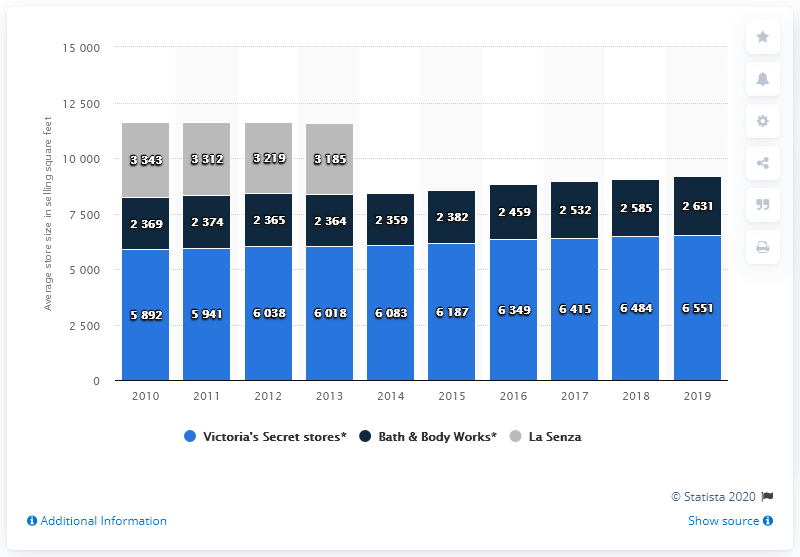 Average store size in selling square feet
15 000
12 500
10 000
7 500
5 000
2 500
0
3 343 3 312 3 219 3 185
2 369 2 374 2 365 2 364 2 359 2 382 2 459 2 532 2 585 2 631
5 892 5 941 6 038 6 018 6 083 6 187 6 349 6 415 6 484 6 551
2010 2011 2012 2013 2014 2015 2016 2017 2018 2019
Victoria's Secret stores* Bath & Body Works* La Senza
© Statista 2020
Additional Information Show source